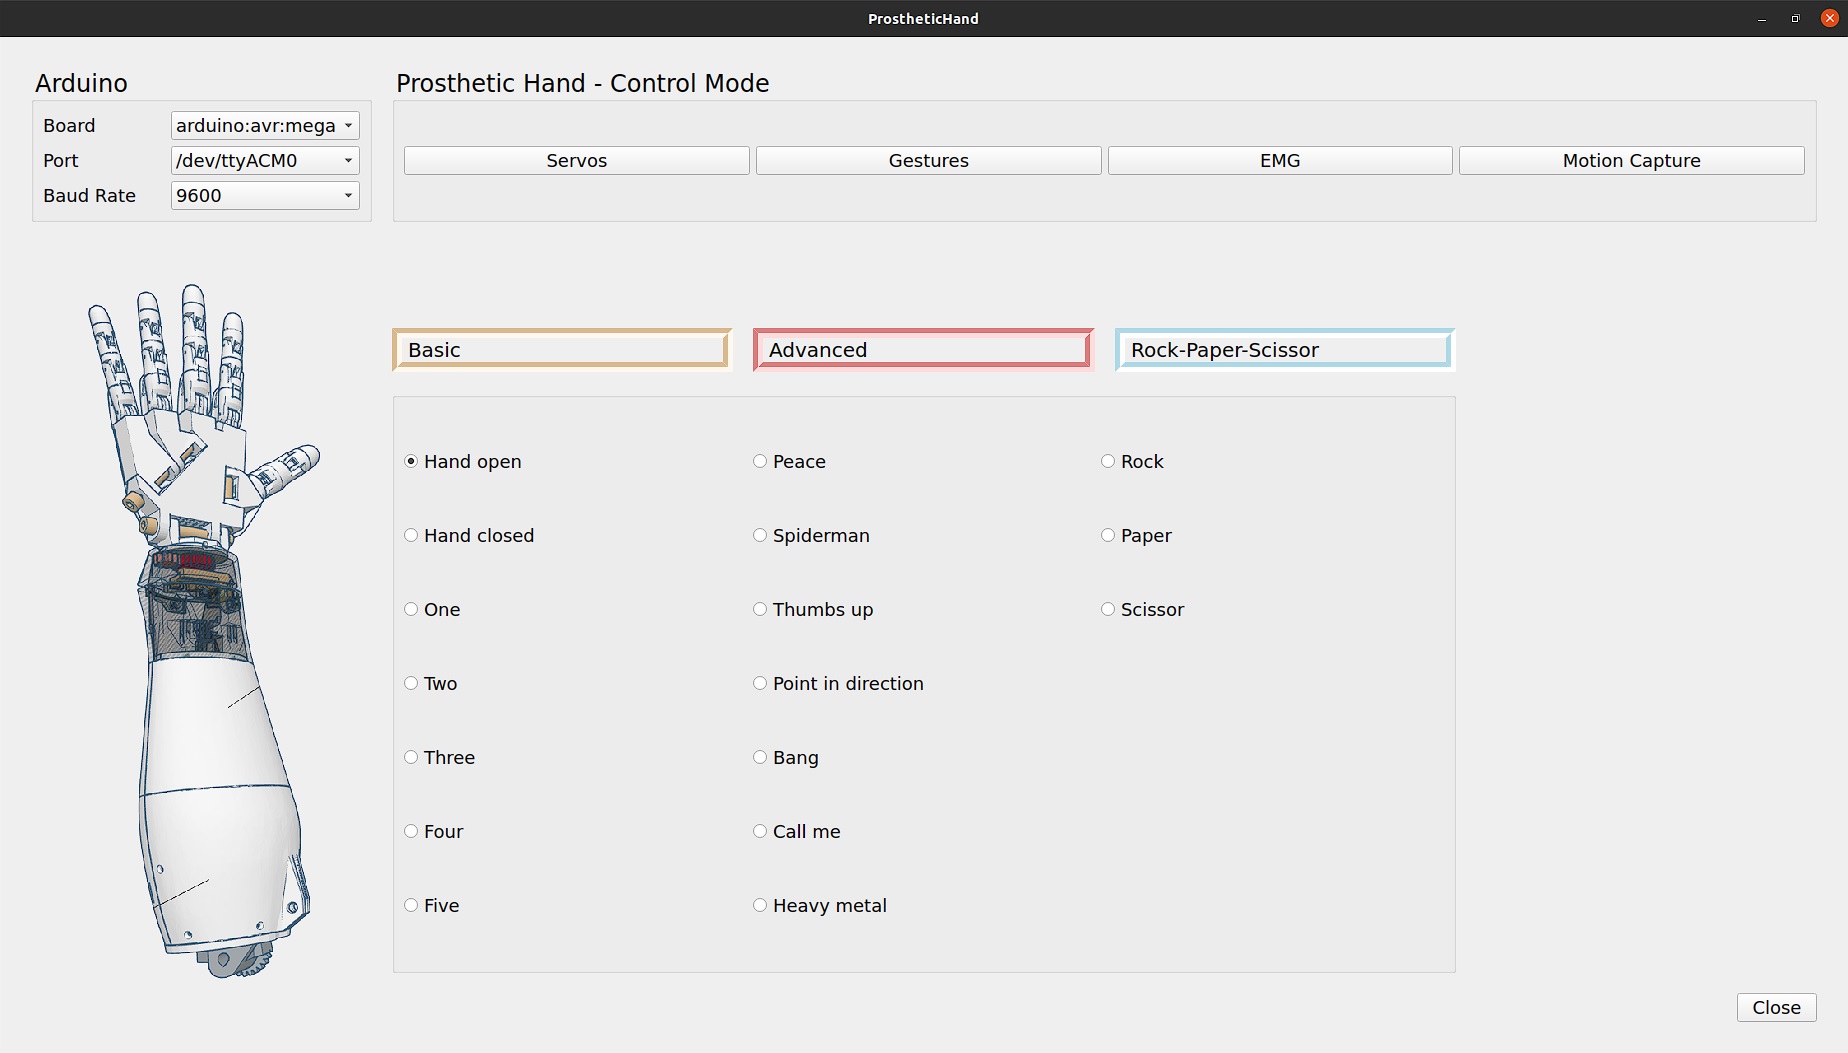 ProstheticHand
Arduino
Board
arduino:avr:mega
Port
/dev/ttyACM0
Baud Rate
9600
Prosthetic Hand - Control Mode
Servos
Gestures
EMG
Motion Capture
Basic
Advanced
Rock-Paper-Scissor
Hand open
Peace
Rock
Hand closed
Spiderman
Paper
One
Thumbs up
Scissor
Two
Point in direction
Three
Bang
Four
Call me
Five
Heavy metal
Close